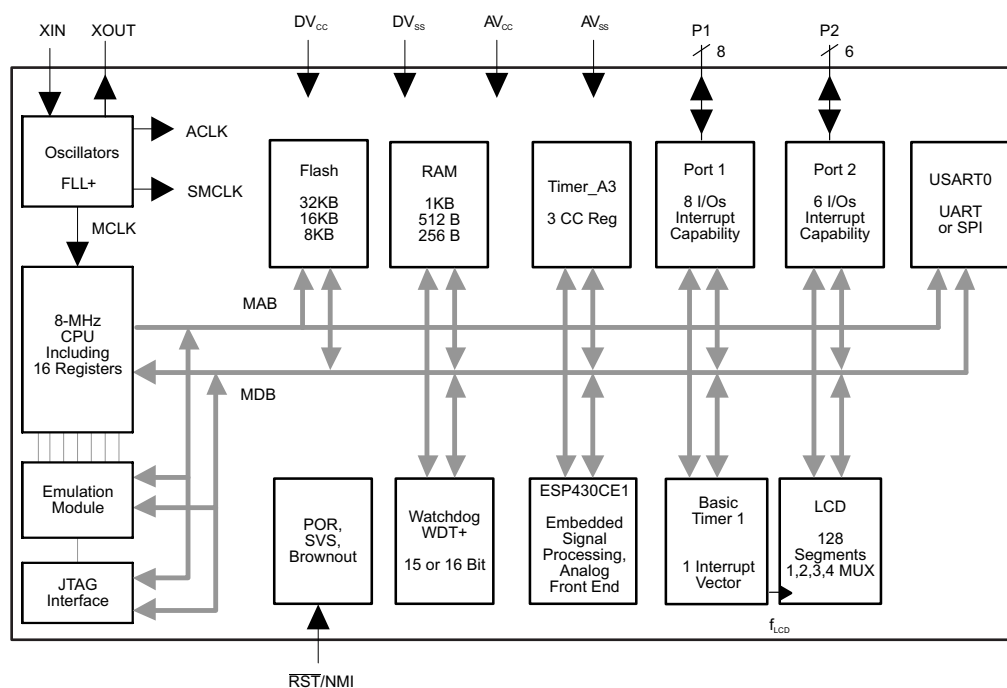 XIN
XOUT
DVCC
DVSS
AVCC
AVSS
P1
8
P2
6
Oscillators
FLL+
ACLK
SMCLK
MCLK
Flash
32KB
16KB
8KB
RAM
1KB
512 B
256 B
Timer_A3
3 CC Reg
Port 1
8 I/Os
Interrupt
Capability
Port 2
6 I/Os
Interrupt
Capability
USART0
UART
or SPI
8-MHz
CPU
Including
16 Registers
MAB
MDB
Emulation
Module
JTAG
Interface
POR,
SVS,
Brownout
Watchdog
WDT+
15 or 16 Bit
ESP430CE1
Embedded
Signal
Processing,
Analog
Front End
Basic
Timer 1
1 Interrupt
Vector
LCD
128
Segments
1,2,3,4 MUX
fLCD
RST/NMI